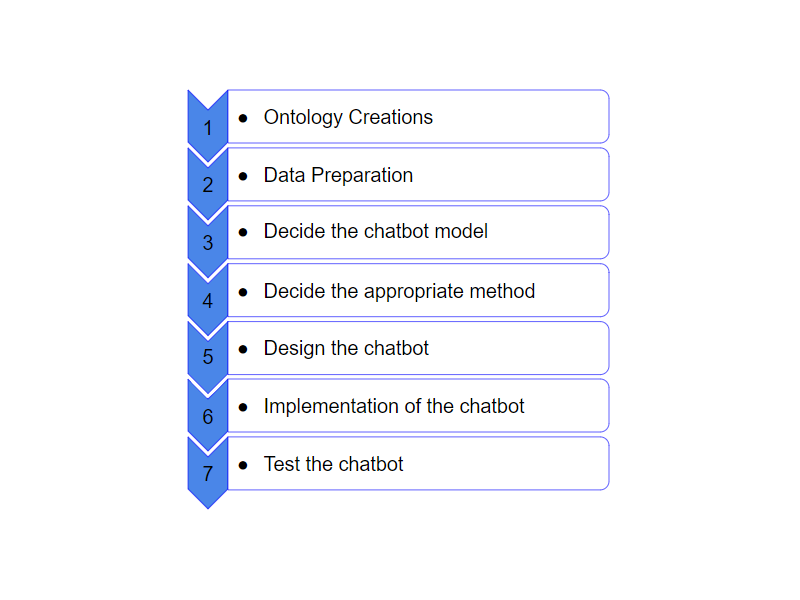 1 ● Ontology Creations
2 ● Data Preparation
3 ● Decide the chatbot model
4 ● Decide the appropriate method
5 ● Design the chatbot
6 ● Implementation of the chatbot
7 ● Test the chatbot